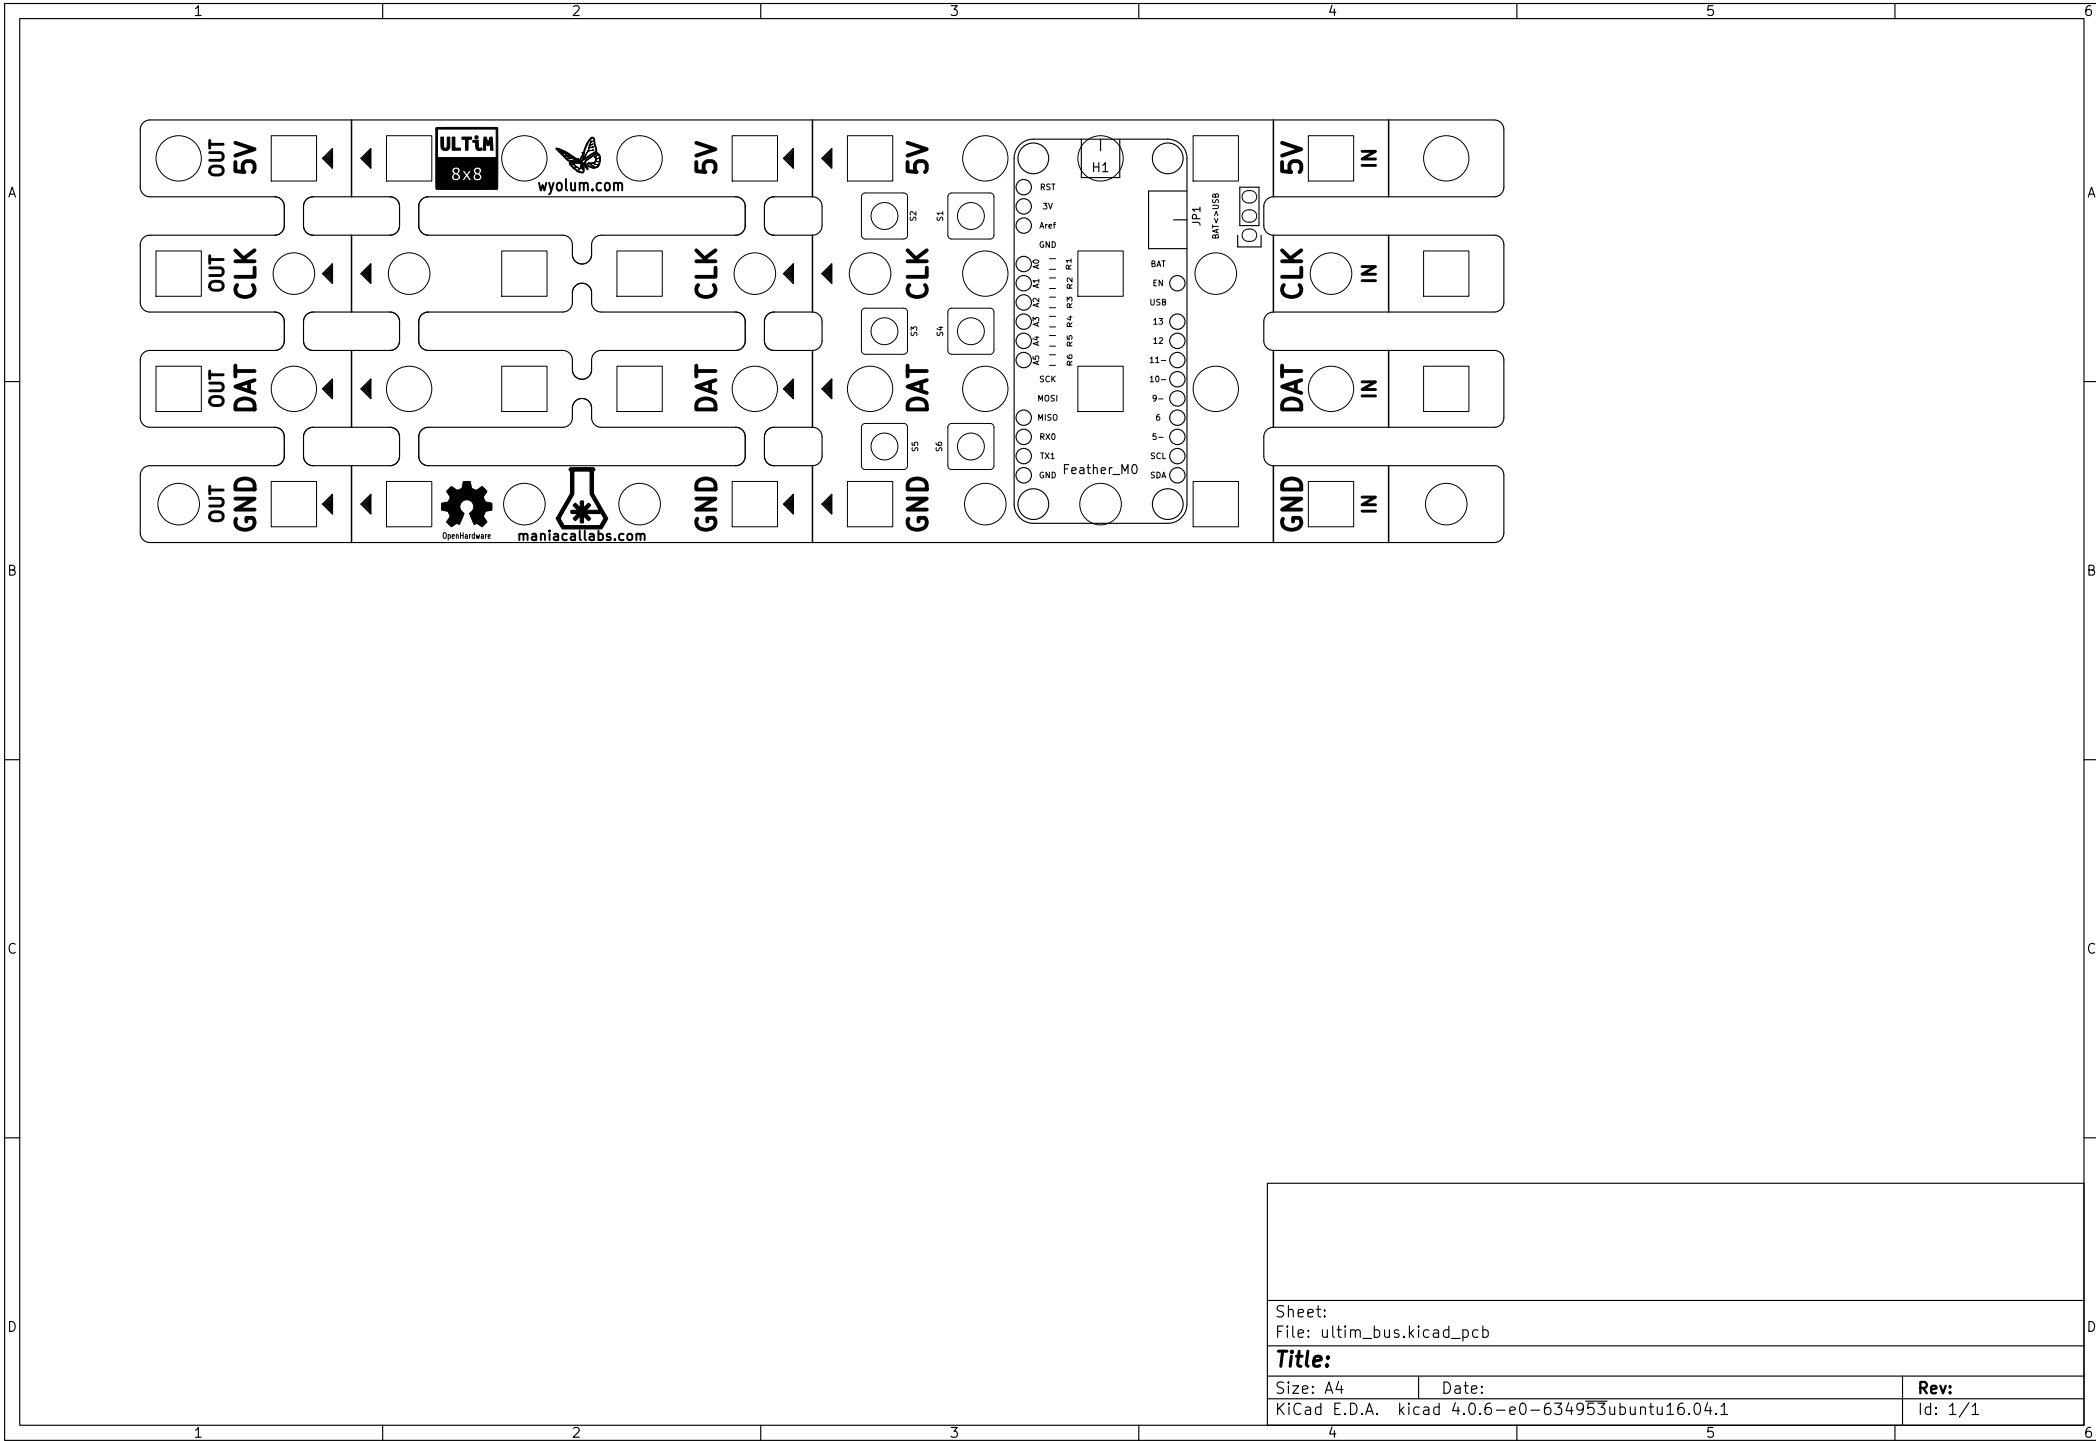 1 2 3 4 5 6
A A
B B
C C
D D
OUT 5V
ULTiM
8x8
wyolum.com
5V
5V
5V IN
OUT CLK
CLK
CLK
CLK IN
OUT DAT
DAT
DAT
DAT IN
OUT GND
OpenHardware
maniacallabs.com
GND
GND
GND IN
S2 S1
S3 S4
S5 S6
H1
JP1
BAT<>USB
RST
3V
Aref
GND
A0 R1
A1 R2
A2 R3
A3 R4
A4 R5
A5 R6
SCK
MOSI
MISO
RX0
TX1
GND
BAT
EN
USB
13
12
11-
10-
9-
6
5-
SCL
SDA
Feather_M0
Sheet:
File: ultim_bus.kicad_pcb
Title:
Size: A4 Date: Rev:
KiCad E.D.A. kicad 4.0.6-e0-634953ubuntu16.04.1 Id: 1/1
1 2 3 4 5 6